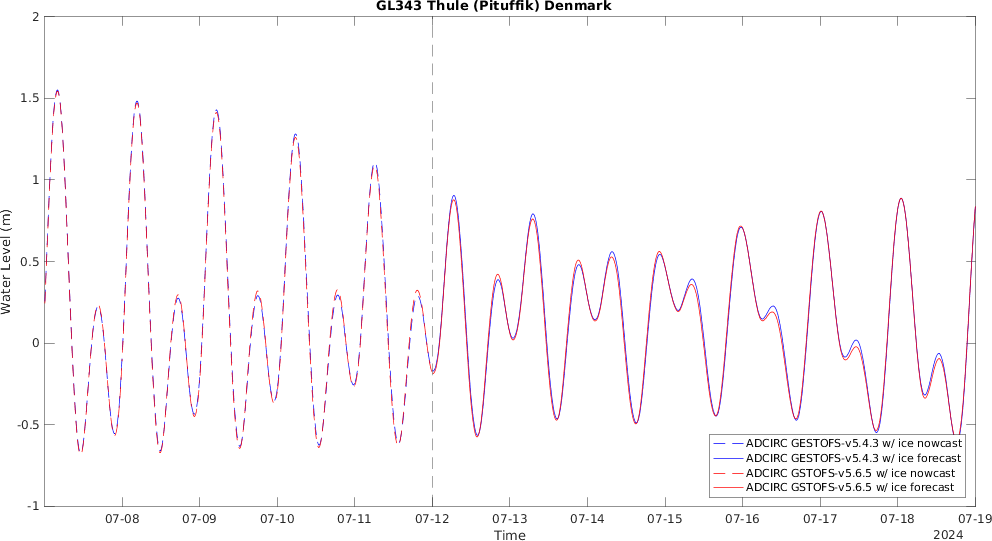 GL343 Thule (Pituffik) Denmark
2
1.5
1
0.5
0
-0.5
-1
Water Level (m)
ADCIRC GESTOFS-v5.4.3 w/ ice nowcast
ADCIRC GESTOFS-v5.4.3 w/ ice forecast
ADCIRC GSTOFS-v5.6.5 w/ ice nowcast
ADCIRC GSTOFS-v5.6.5 w/ ice forecast
07-08 07-09 07-10 07-11 07-12 07-13 07-14 07-15 07-16 07-17 07-18 07-19
Time
2024